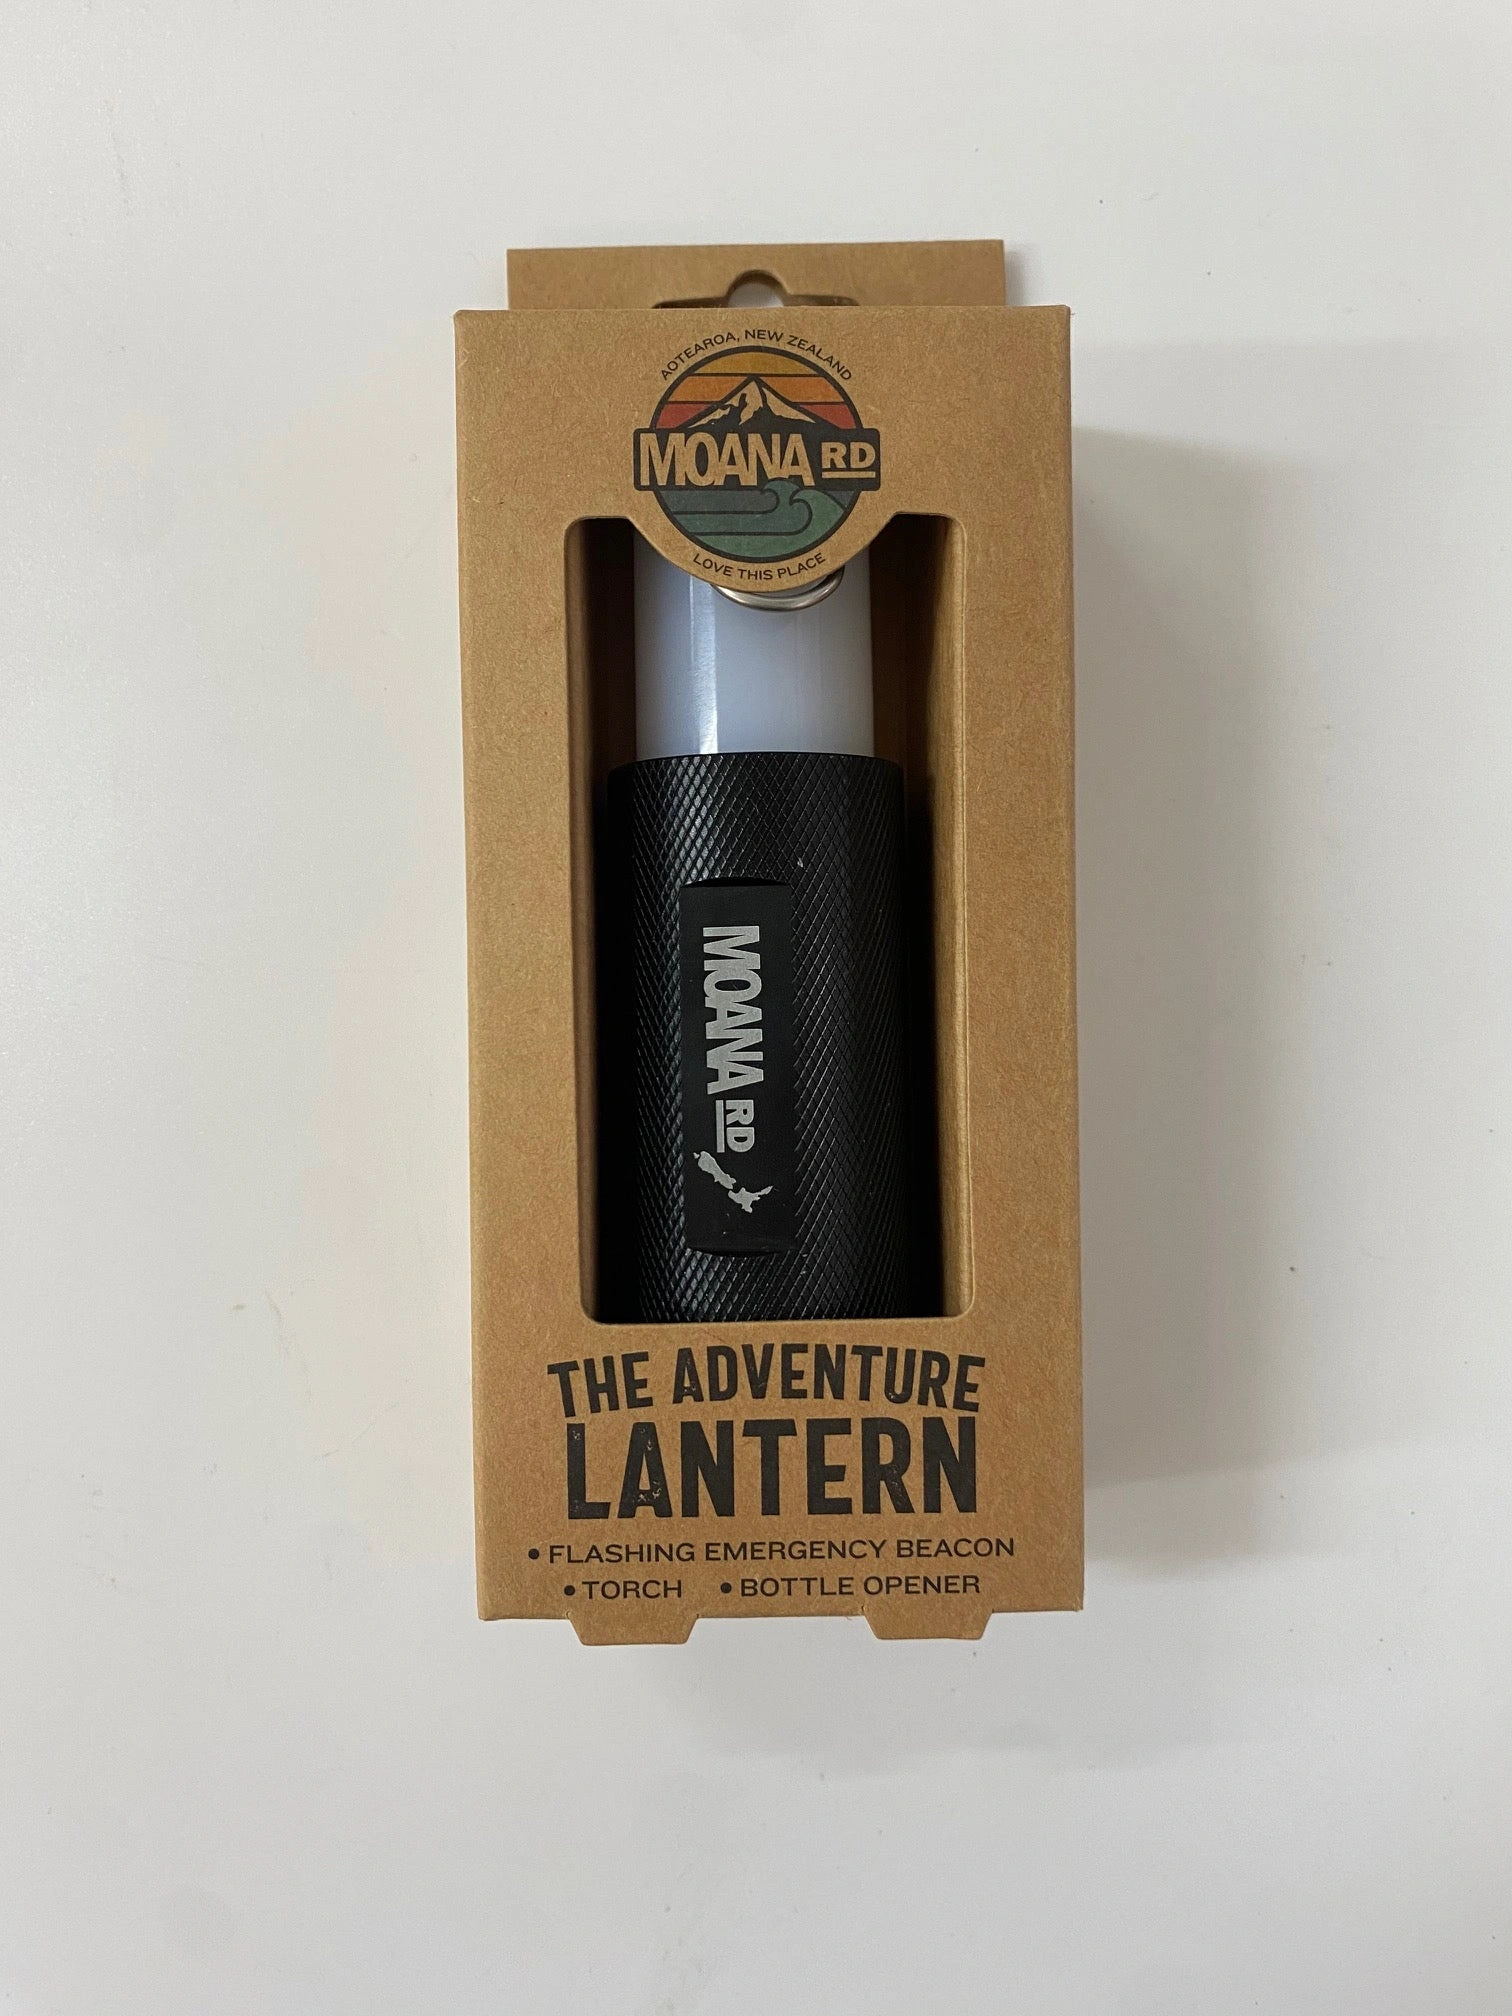 AOTEAROA, NEW ZEALAND
MOANA RD
LOVE THIS PLACE
MOANA RD
THE ADVENTURE
LANTERN
• FLASHING EMERGENCY BEACON
• TORCH • BOTTLE OPENER